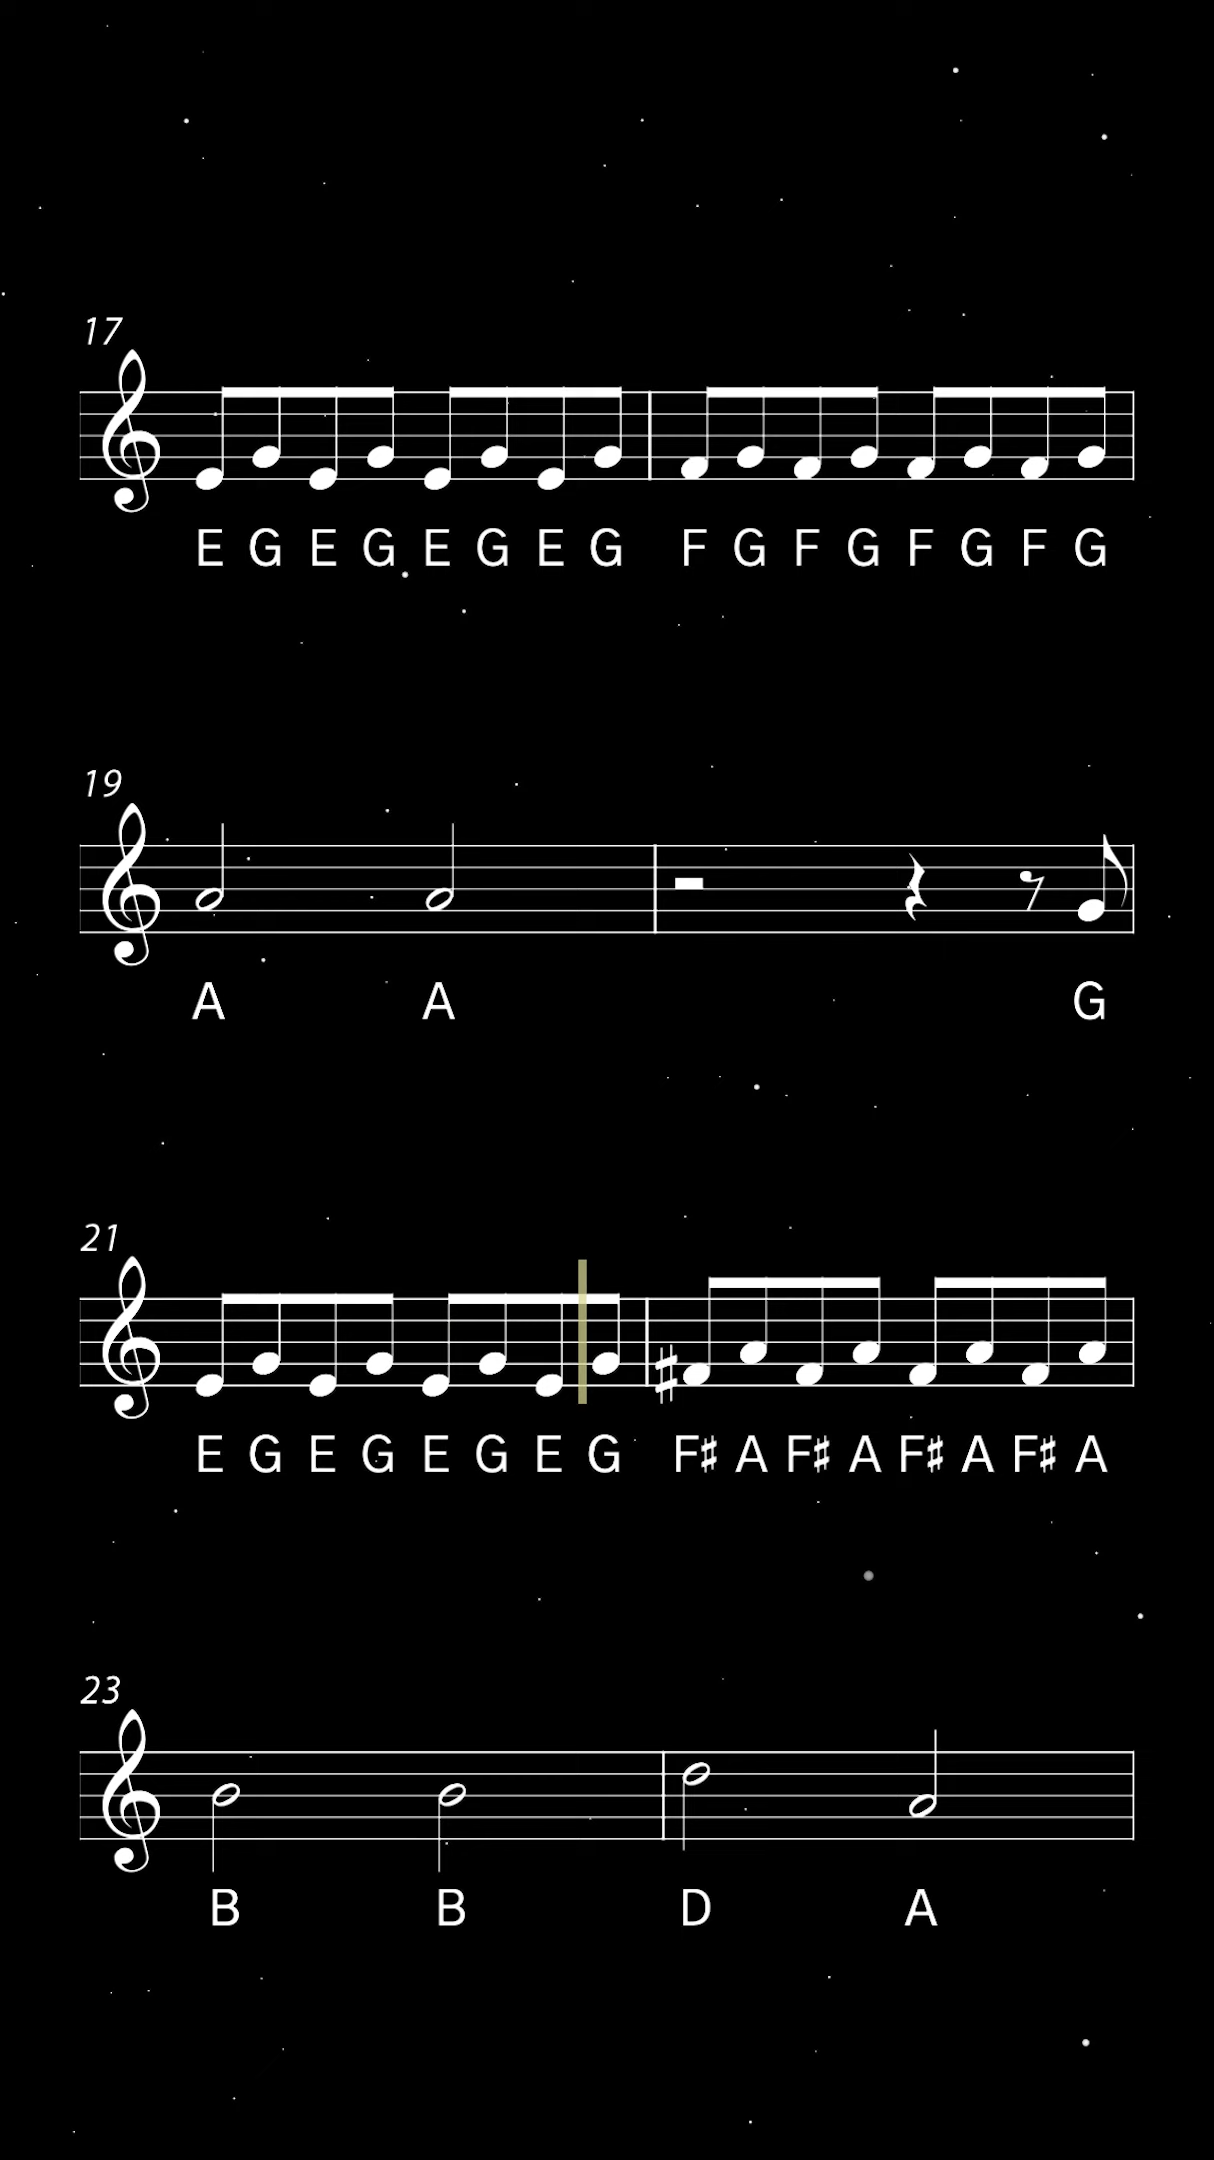 17
E G E G E G E G F G F G F G F G
19
A A G
21
E G E G E G E G F♯ A F♯ A F♯ A F♯ A
23
B B D A